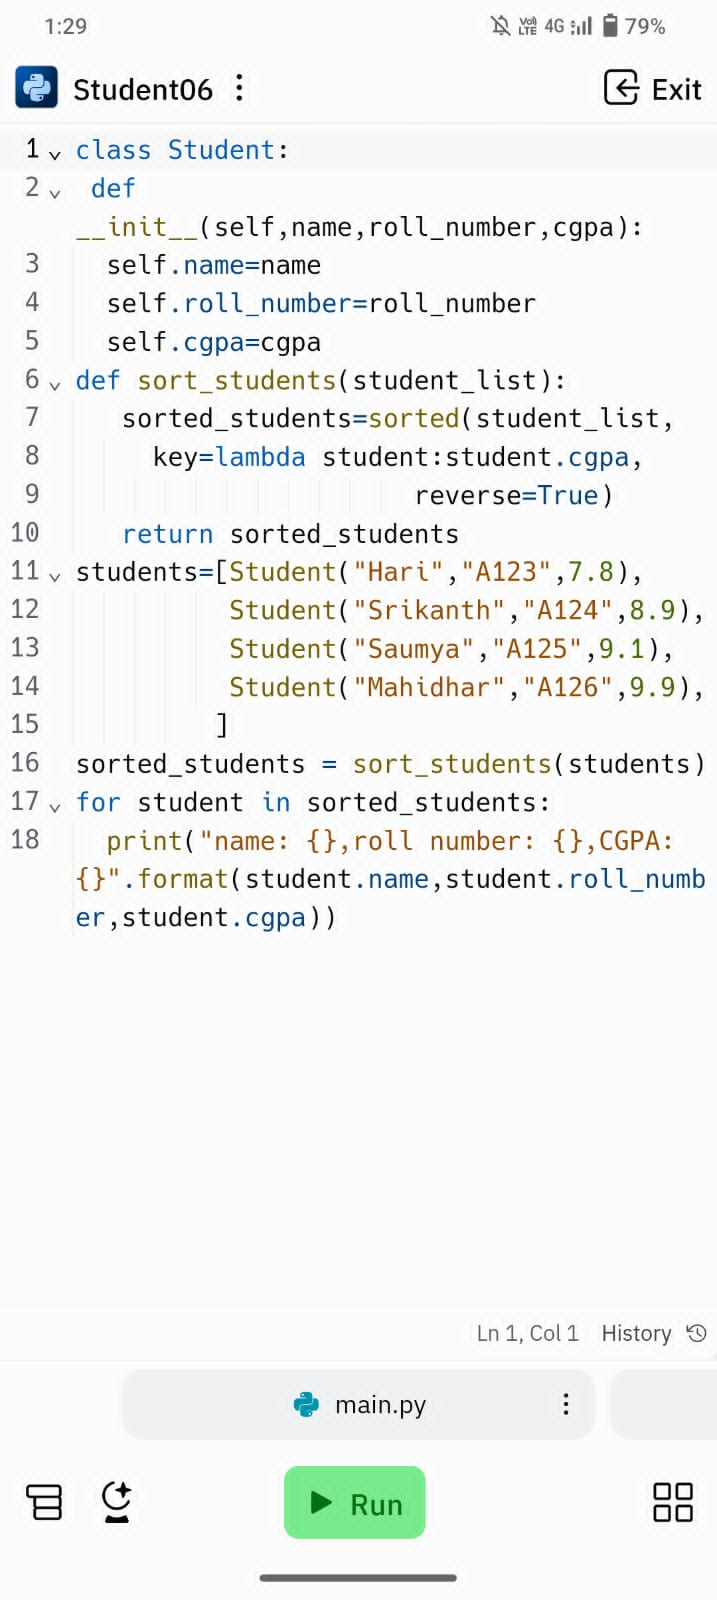 1:29 Vo) LTE 4G 79%
Student06 Exit
1 class Student:
2 def
__init__(self,name,roll_number,cgpa):
3 self.name=name
4 self.roll_number=roll_number
5 self.cgpa=cgpa
6 def sort_students(student_list):
7 sorted_students=sorted(student_list,
8 key=lambda student:student.cgpa,
9 reverse=True)
10 return sorted_students
11 students=[Student("Hari","A123",7.8),
12 Student("Srikanth","A124",8.9),
13 Student("Saumya","A125",9.1),
14 Student("Mahidhar","A126",9.9),
15 ]
16 sorted_students = sort_students(students)
17 for student in sorted_students:
18 print("name: {},roll number: {},CGPA:
{}".format(student.name,student.roll_numb
er,student.cgpa))
Ln 1, Col 1 History
main.py
Run